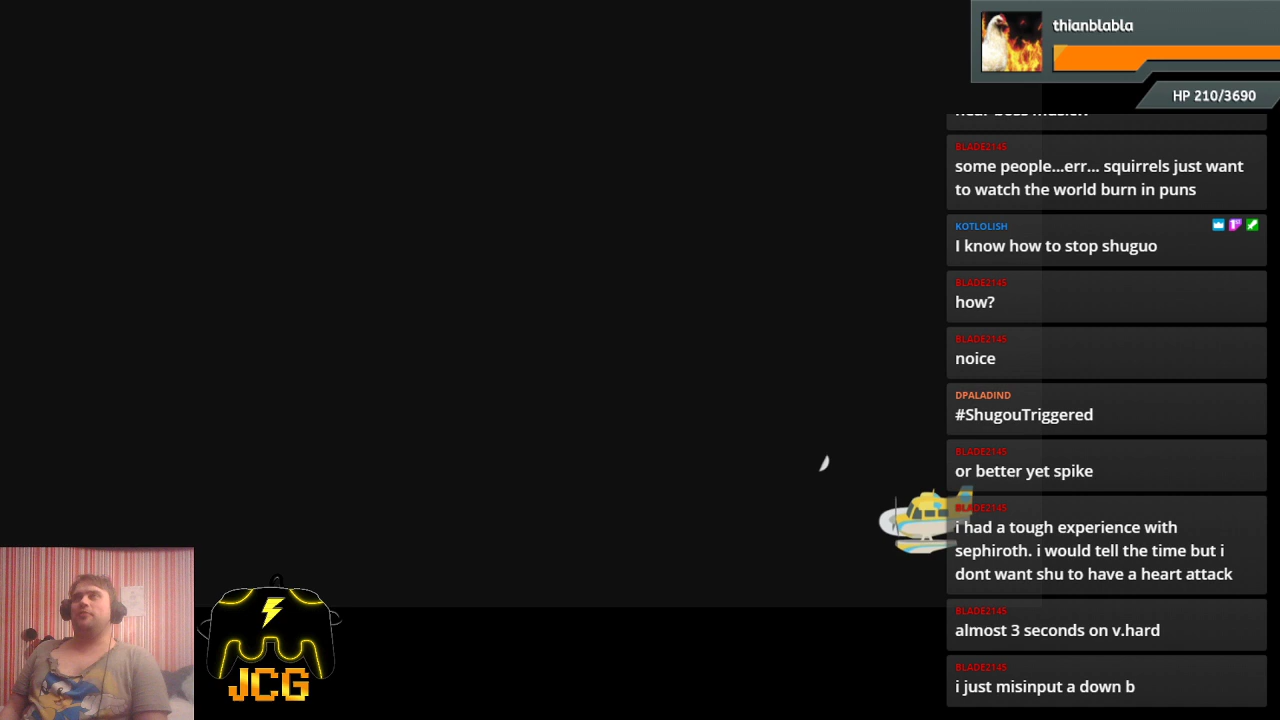 thianblabla
HP 210/3690
BLADE2145
some people...err... squirrels just want
to watch the world burn in puns
KOTLOLISH
I know how to stop shuguo
BLADE2145
how?
BLADE2145
noice
DPALADIND
#ShugouTriggered
BLADE2145
or better yet spike
BLADE2145
i had a tough experience with
sephiroth. i would tell the time but i
dont want shu to have a heart attack
BLADE2145
almost 3 seconds on v.hard
BLADE2145
i just misinput a down b
JCG